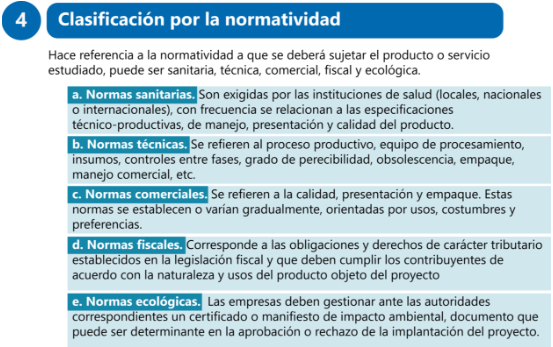 4
Clasificación por la normatividad
Hace referencia a la normatividad a que se deberá sujetar el producto o servicio
estudiado, puede ser sanitaria, técnica, comercial, fiscal y ecológica.
a. Normas sanitarias. Son exigidas por las instituciones de salud (locales, nacionales
o internacionales), con frecuencia se relacionan a las especificaciones
técnico-productivas, de manejo, presentación y calidad del producto.
b. Normas técnicas. Se refieren al proceso productivo, equipo de procesamiento,
insumos, controles entre fases, grado de perecibilidad, obsolescencia, empaque,
manejo comercial, etc.
c. Normas comerciales. Se refieren a la calidad, presentación y empaque. Estas
normas se establecen o varían gradualmente, orientadas por usos, costumbres y
preferencias.
d. Normas fiscales. Corresponde a las obligaciones y derechos de carácter tributario
establecidos en la legislación fiscal y que deben cumplir los contribuyentes de
acuerdo con la naturaleza y usos del producto objeto del proyecto
e. Normas ecológicas. Las empresas deben gestionar ante las autoridades
correspondientes un certificado o manifiesto de impacto ambiental, documento que
puede ser determinante en la aprobación o rechazo de la implantación del proyecto.